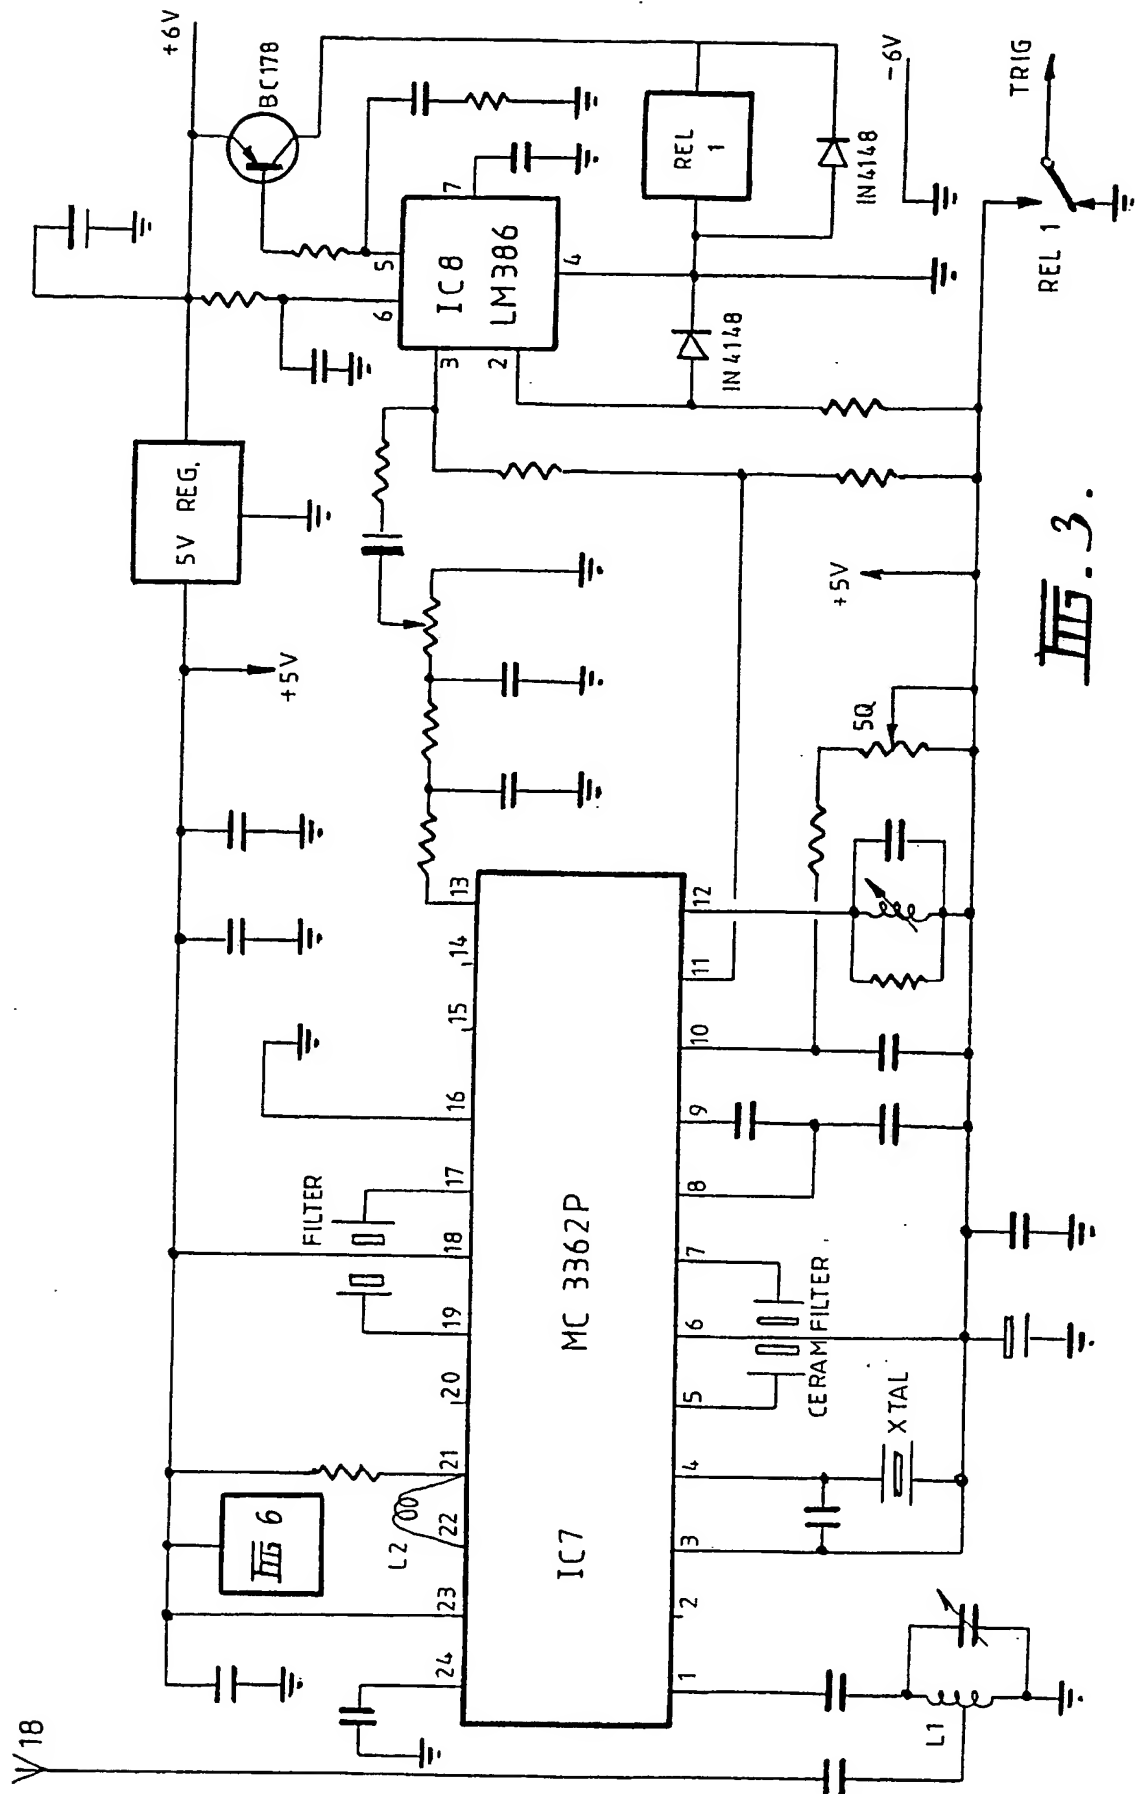 18
+6V
BC178
5V REG.
+5V
FIG 6
FILTER
L2
24
23
22
21
20
19
18
17
16
15
14
13
IC7
MC 3362P
1
2
3
4
5
6
7
8
9
10
11
12
L1
XTAL
CERAM FILTER
5Q
+5V
6
5
7
3
2
4
IC8
LM386
IN4148
REL
1
IN4148
-6V
REL 1
TRIG
FIG. 3.